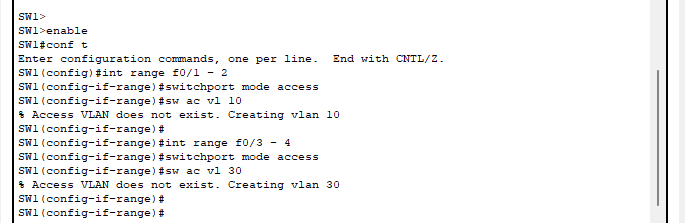 SW1>
SW1>enable
SW1#conf t
Enter configuration commands, one per line.  End with CNTL/Z.
SW1(config)#int range f0/1 - 2
SW1(config-if-range)#switchport mode access
SW1(config-if-range)#sw ac vl 10
% Access VLAN does not exist. Creating vlan 10
SW1(config-if-range)#
SW1(config-if-range)#int range f0/3 - 4
SW1(config-if-range)#switchport mode access
SW1(config-if-range)#sw ac vl 30
% Access VLAN does not exist. Creating vlan 30
SW1(config-if-range)#
SW1(config-if-range)#